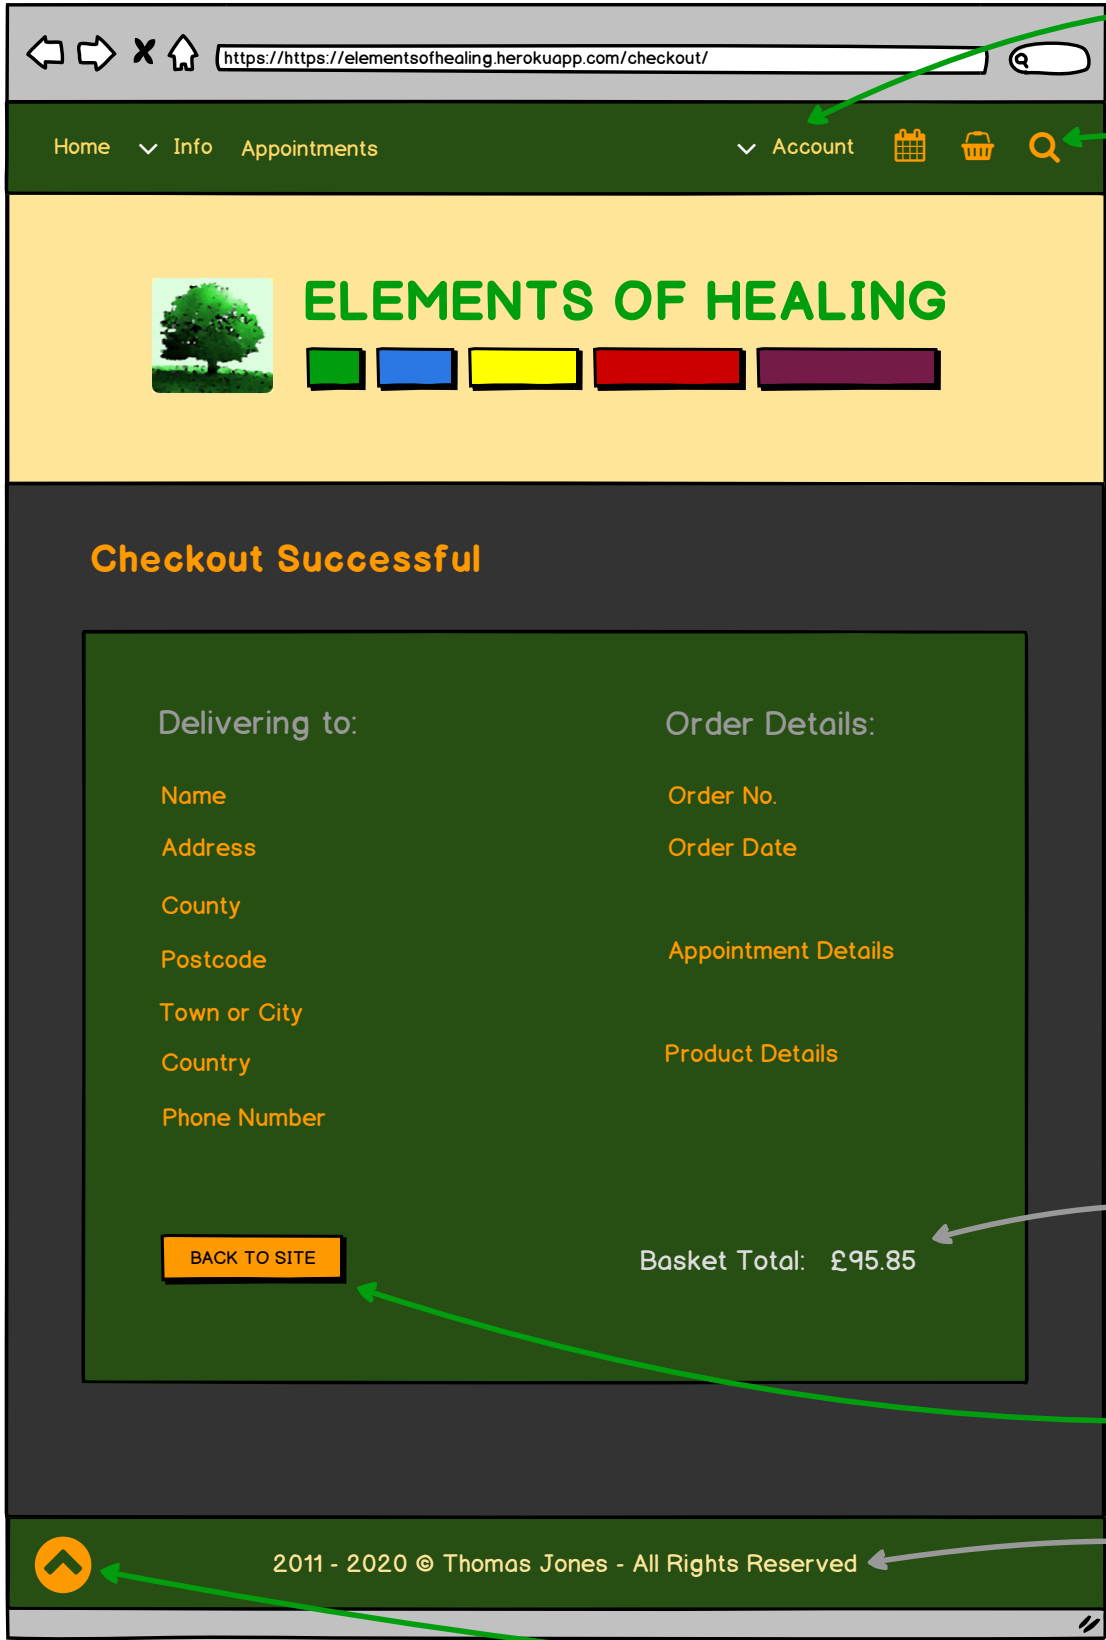 https://https://elementsofhealing.herokuapp.com/checkout/
Home Info Appointments Account
ELEMENTS OF HEALING
Checkout Successful
Delivering to:
Name
Address
County
Postcode
Town or City
Country
Phone Number
Order Details:
Order No.
Order Date
Appointment Details
Product Details
BACK TO SITE
Basket Total: £95.85
2011 - 2020 © Thomas Jones - All Rights Reserved